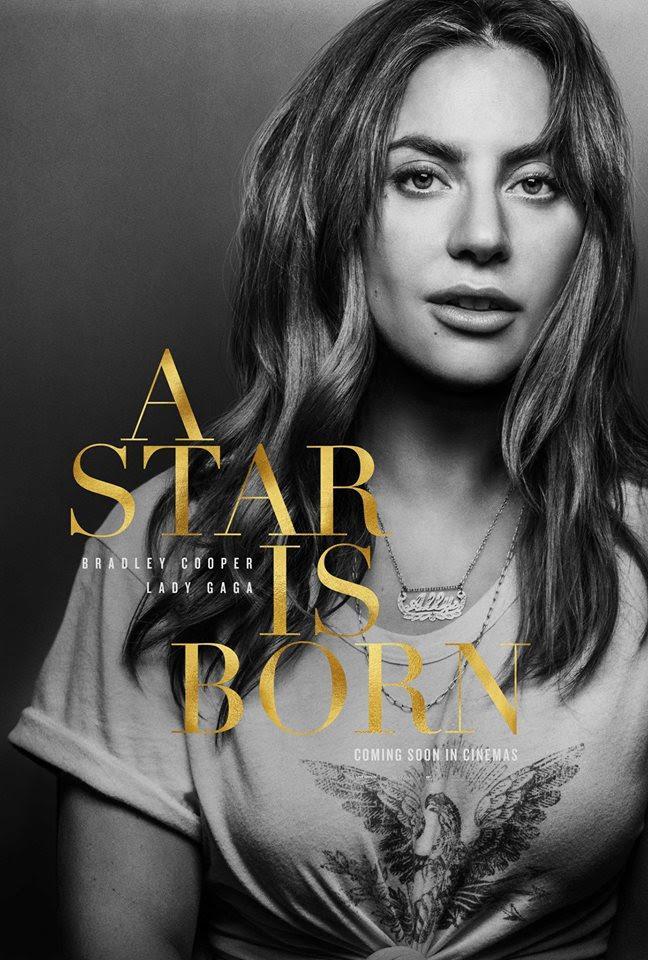 A
STAR
IS
BORN
BRADLEY COOPER
LADY GAGA
Ally
COMING SOON IN CINEMAS